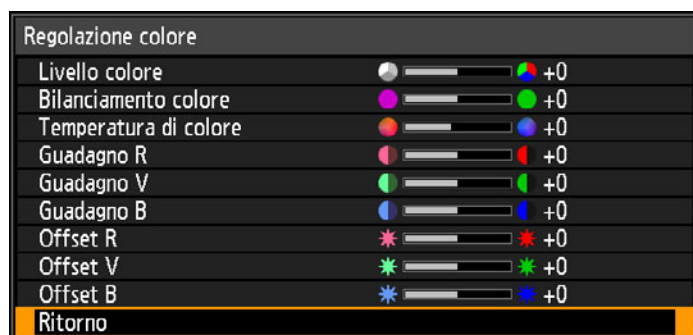 Regolazione colore
Livello colore +0
Bilanciamento colore +0
Temperatura di colore +0
Guadagno R +0
Guadagno V +0
Guadagno B +0
Offset R +0
Offset V +0
Offset B +0
Ritorno